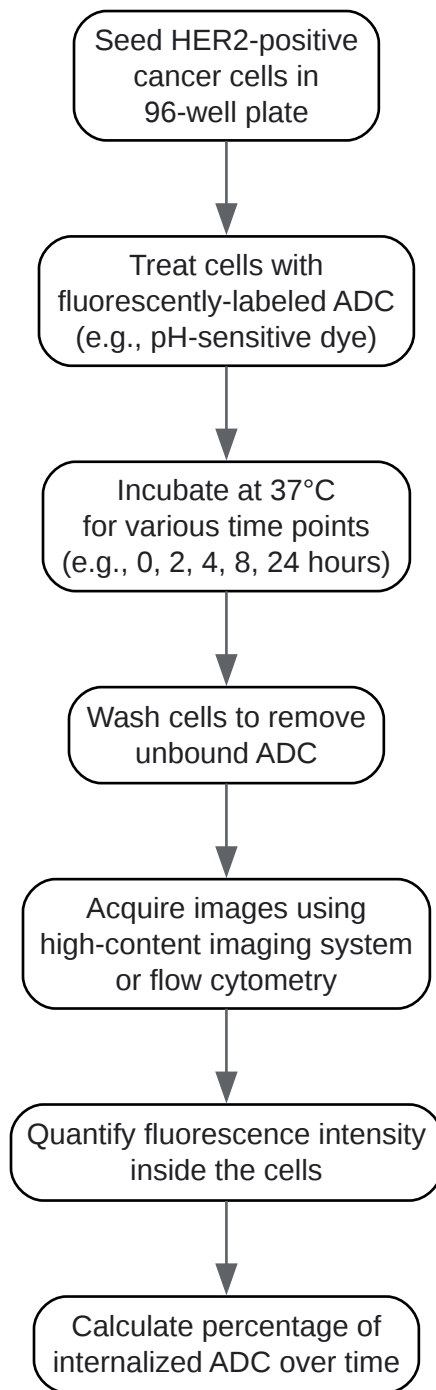 Seed HER2-positive
cancer cells in
96-well plate
Treat cells with
fluorescently-labeled ADC
(e.g., pH-sensitive dye)
Incubate at 37°C
for various time points
(e.g., 0, 2, 4, 8, 24 hours)
Wash cells to remove
unbound ADC
Acquire images using
high-content imaging system
or flow cytometry
Quantify fluorescence intensity
inside the cells
Calculate percentage of
internalized ADC over time